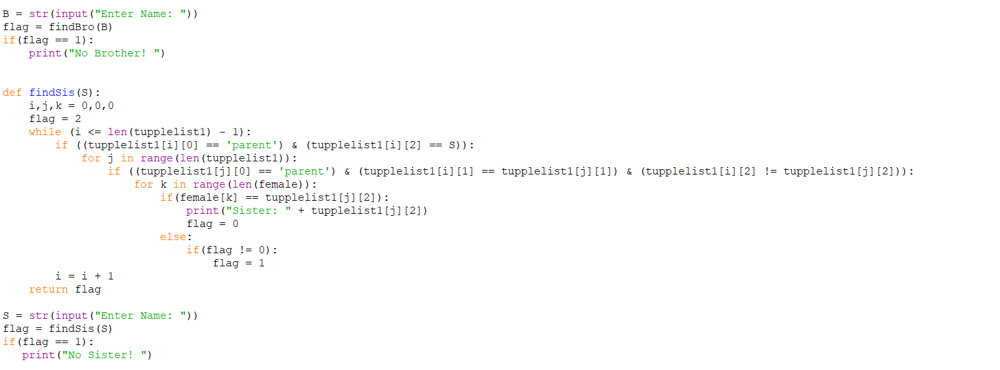 B = str(input("Enter Name: "))
flag = findBro(B)
if(flag == 1):
    print("No Brother! ")
def findSis(S):
    i,j,k = 0,0,0
    flag = 2
    while (i <= len(tupplelist1) - 1):
        if ((tupplelist1[i][0] == 'parent') & (tupplelist1[i][2] == S)):
            for j in range(len(tupplelist1)):
                if ((tupplelist1[j][0] == 'parent') & (tupplelist1[i][1] == tupplelist1[j][1]) & (tupplelist1[i][2] != tupplelist1[j][2])):
                    for k in range(len(female)):
                        if(female[k] == tupplelist1[j][2]):
                            print("Sister: " + tupplelist1[j][2])
                            flag = 0
                        else:
                            if(flag != 0):
                                flag = 1
        i = i + 1
    return flag
S = str(input("Enter Name: "))
flag = findSis(S)
if(flag == 1):
   print("No Sister! ")